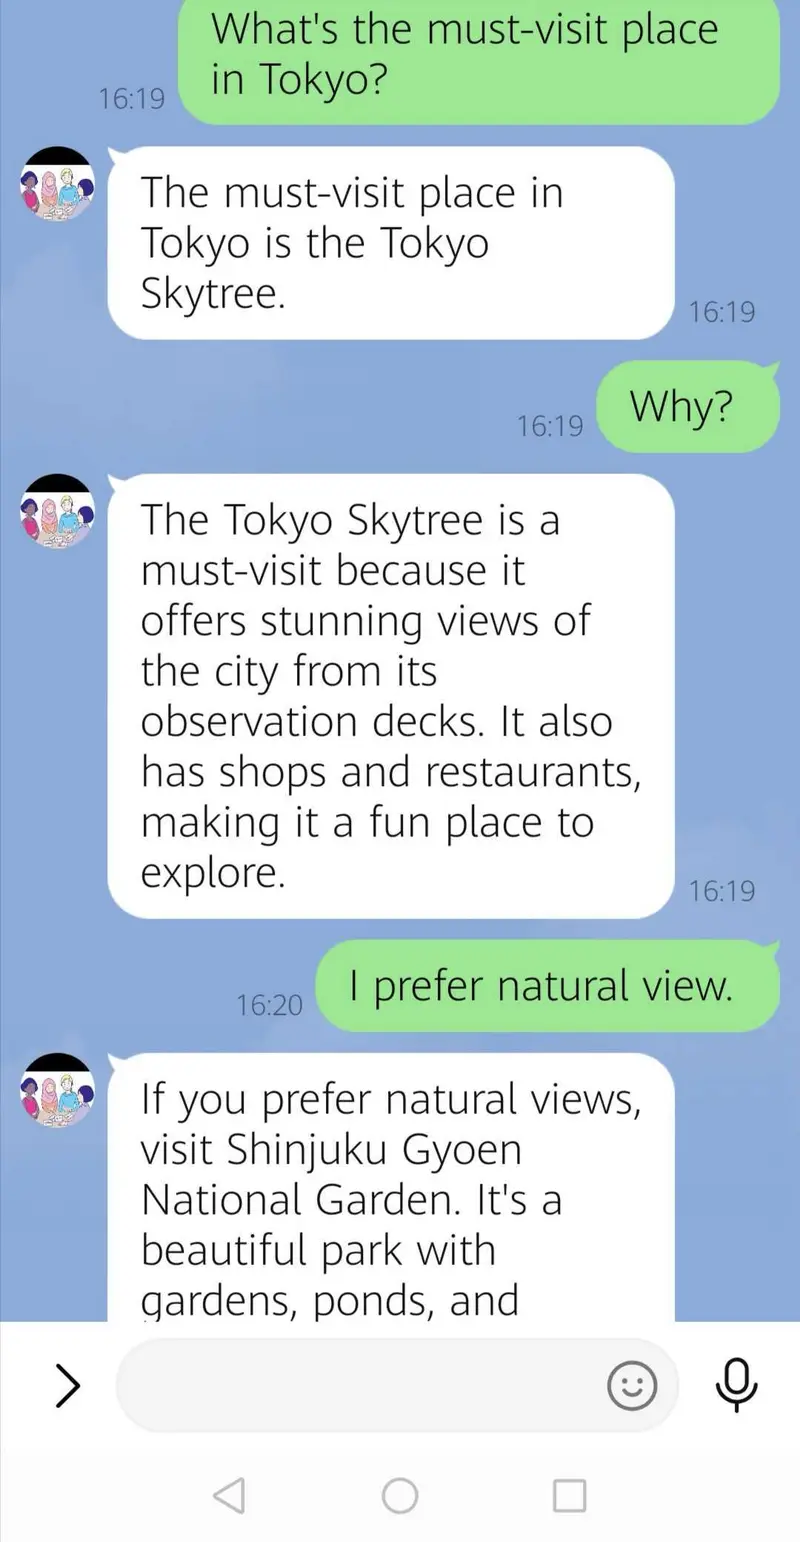 What's the must-visit place
in Tokyo?
16:19
The must-visit place in
Tokyo is the Tokyo
Skytree.
16:19
Why?
16:19
The Tokyo Skytree is a
must-visit because it
offers stunning views of
the city from its
observation decks. It also
has shops and restaurants,
making it a fun place to
explore.
16:19
I prefer natural view.
16:20
If you prefer natural views,
visit Shinjuku Gyoen
National Garden. It's a
beautiful park with
gardens, ponds, and